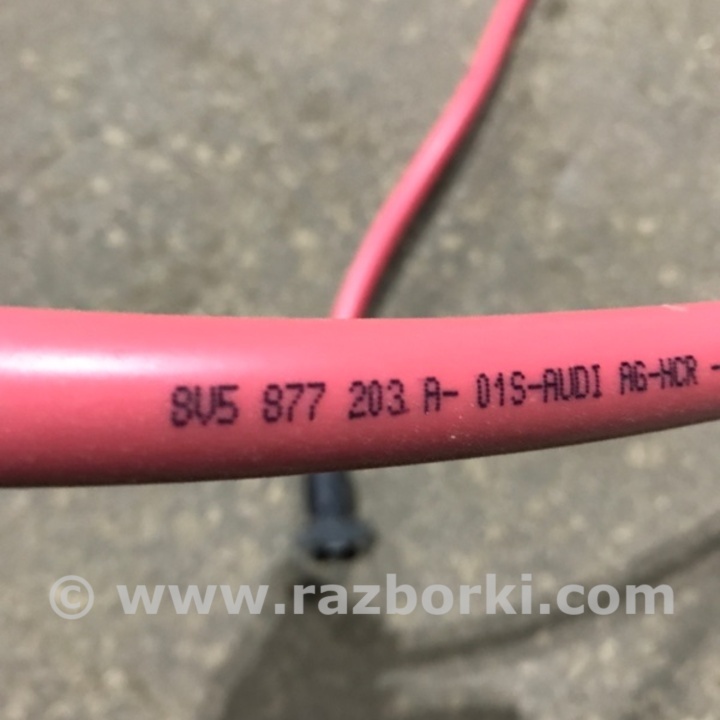 8V5 877 203 A- 01S-AUDI AG-HCR -
© www.razborki.com